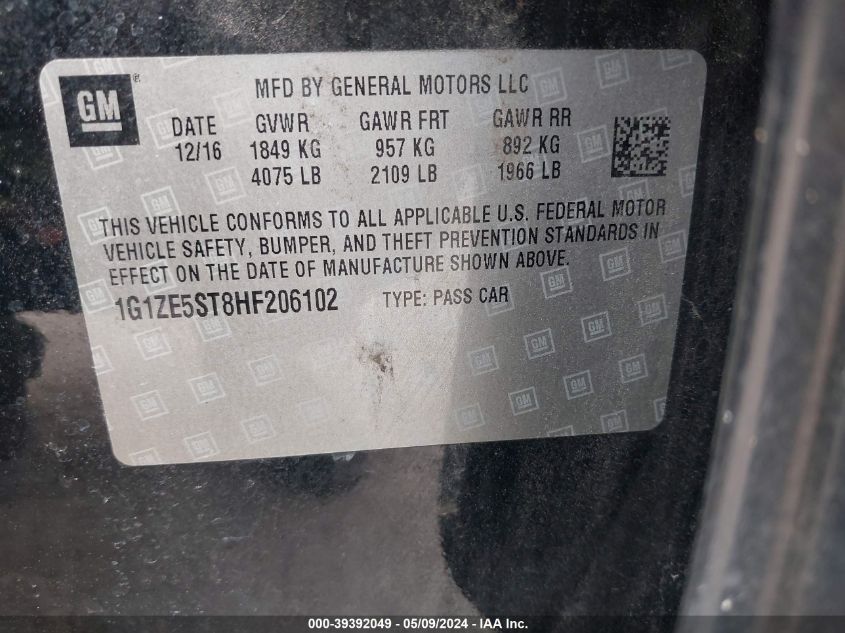 GM ®
MFD BY GENERAL MOTORS LLC
DATE GVWR GAWR FRT GAWR RR
12/16 1849 KG 957 KG 892 KG
4075 LB 2109 LB 1966 LB
THIS VEHICLE CONFORMS TO ALL APPLICABLE U.S. FEDERAL MOTOR
VEHICLE SAFETY, BUMPER, AND THEFT PREVENTION STANDARDS IN
EFFECT ON THE DATE OF MANUFACTURE SHOWN ABOVE.
1G1ZE5ST8HF206102 TYPE: PASS CAR
000-39392049 - 05/09/2024 - IAA Inc.